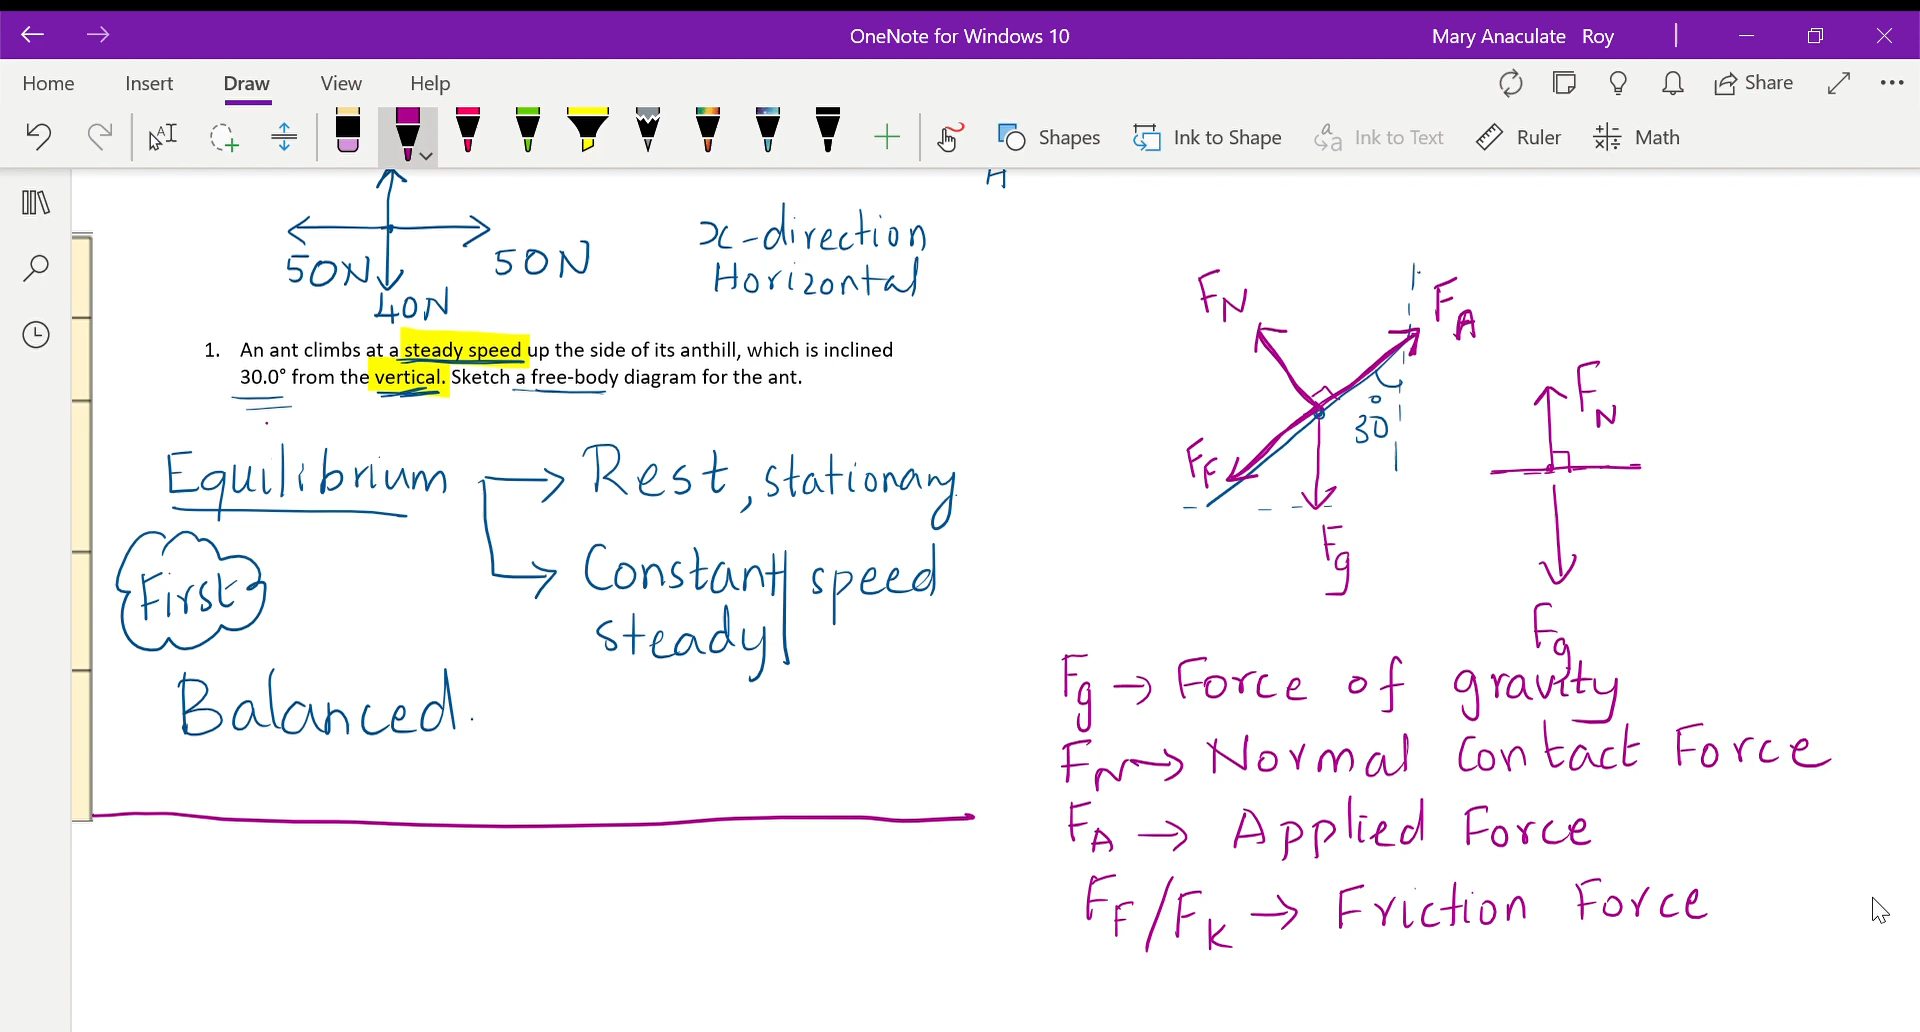 OneNote for Windows 10
Mary Anaculate Roy
Home Insert Draw View Help
Share
Shapes
Ink to Shape
Ink to Text
Ruler
Math
50N
50N
40N
x-direction
Horizontal
1. An ant climbs at a steady speed up the side of its anthill, which is inclined
30.0° from the vertical. Sketch a free-body diagram for the ant.
Equilibrium → Rest, stationary
→ Constant speed
steady
First
Balanced.
FN
FA
30°
FF
Fg
FN
Fg
Fg → Force of gravity
FN → Normal Contact Force
FA → Applied Force
FF/FK → Friction Force